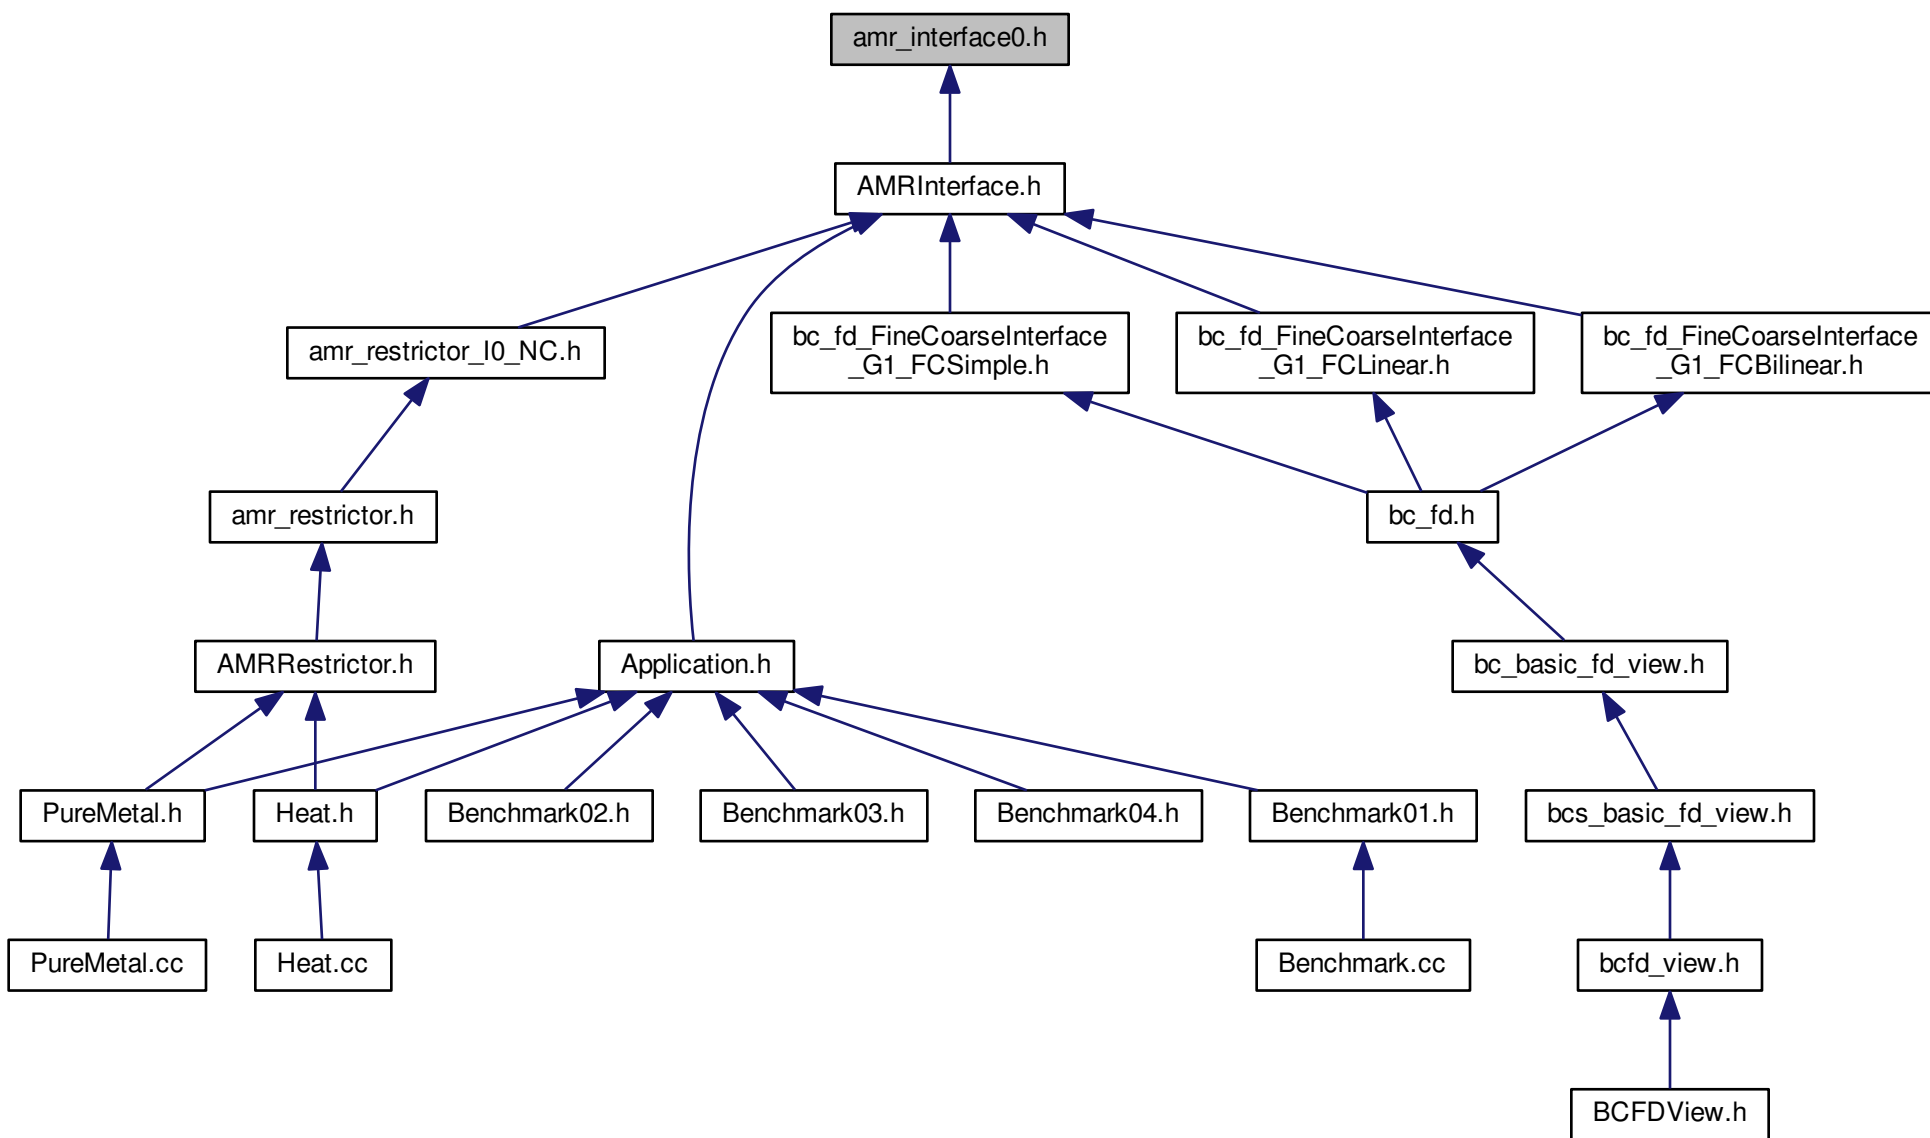 amr_interface0.h
AMRInterface.h
amr_restrictor_I0_NC.h
bc_fd_FineCoarseInterface
_G1_FCSimple.h
bc_fd_FineCoarseInterface
_G1_FCLinear.h
bc_fd_FineCoarseInterface
_G1_FCBilinear.h
amr_restrictor.h
bc_fd.h
AMRRestrictor.h
Application.h
bc_basic_fd_view.h
PureMetal.h
Heat.h
Benchmark02.h
Benchmark03.h
Benchmark04.h
Benchmark01.h
bcs_basic_fd_view.h
PureMetal.cc
Heat.cc
Benchmark.cc
bcfd_view.h
BCFDView.h